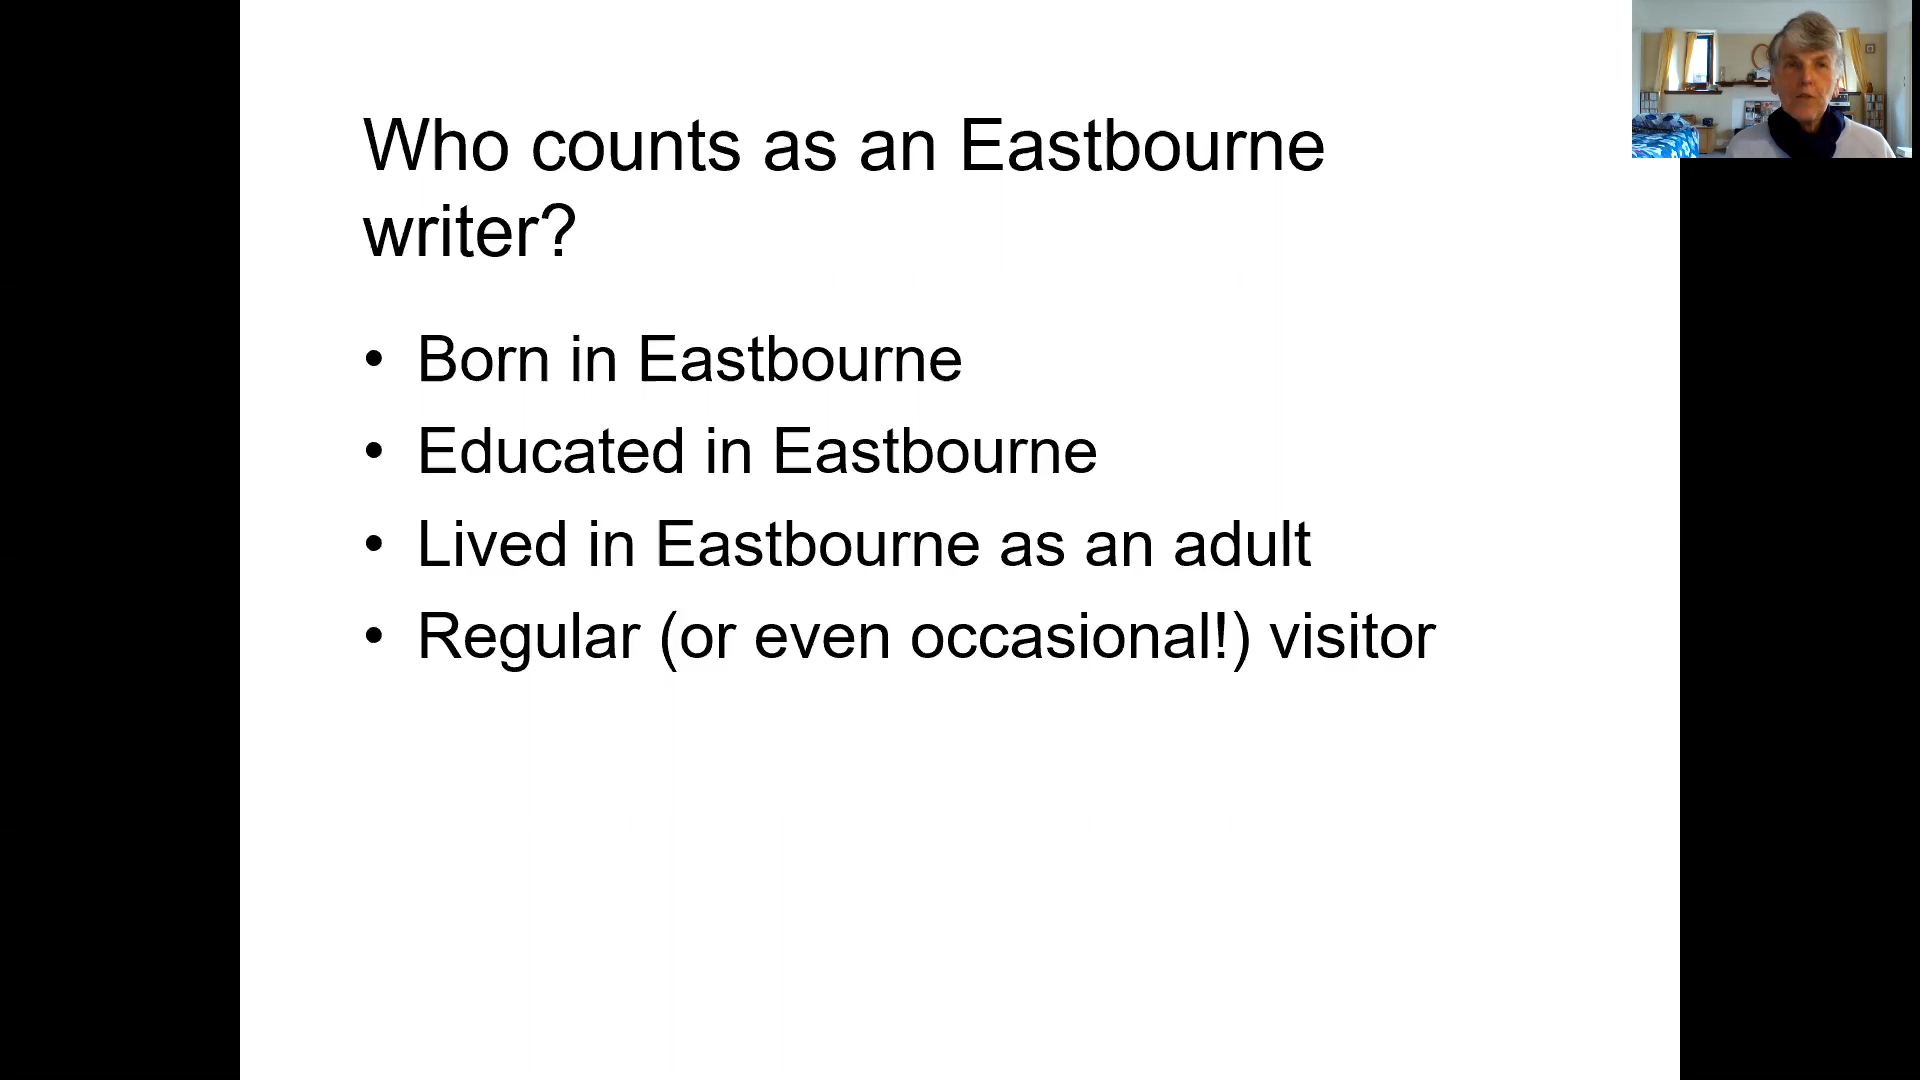 Who counts as an Eastbourne
writer?
• Born in Eastbourne
• Educated in Eastbourne
• Lived in Eastbourne as an adult
• Regular (or even occasional!) visitor